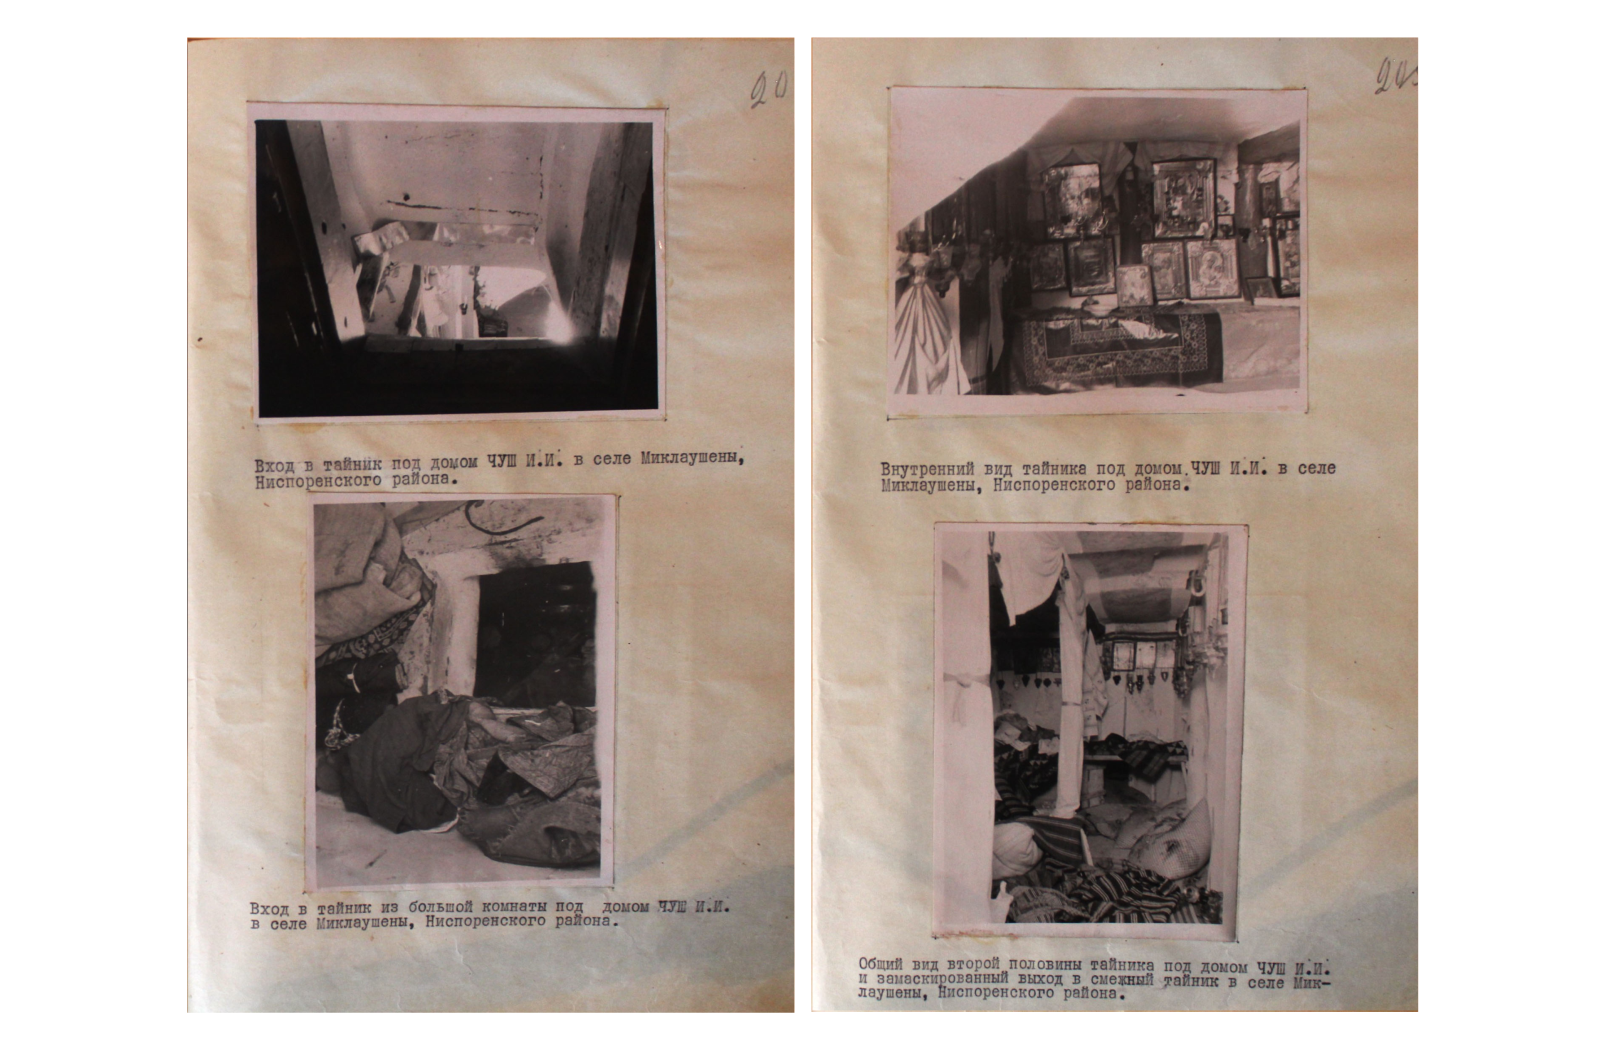 20
Вход в тайник под домом ЧУШ И.И. в селе Миклаушены,
Ниспоренского района.
Вход в тайник из большой комнаты под домом ЧУШ И.И.
в селе Миклаушены, Ниспоренского района.
Внутренний вид тайника под домом ЧУШ И.И. в селе
Миклаушены, Ниспоренского района.
Общий вид второй половины тайника под домом ЧУШ И.И.
и замаскированный выход в смежный тайник в селе Мик-
лаушены, Ниспоренского района.